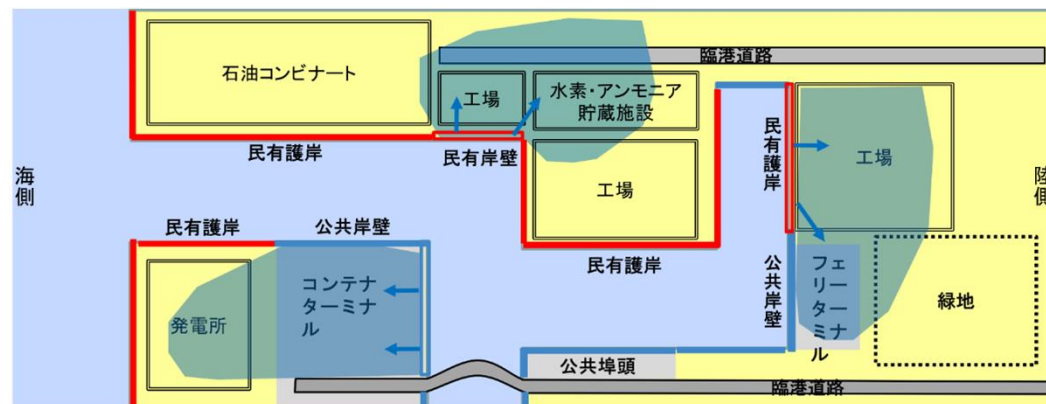 臨港道路
石油コンビナート
工場
水素・アンモニア
貯蔵施設
民有護岸
民有岸壁
民有護岸
工場
海側
陸側
工場
民有護岸
公共岸壁
民有護岸
公共岸壁
コンテナ
ターミナ
ル
フェ
リーター
ミナル
緑地
発電所
公共埠頭
臨港道路